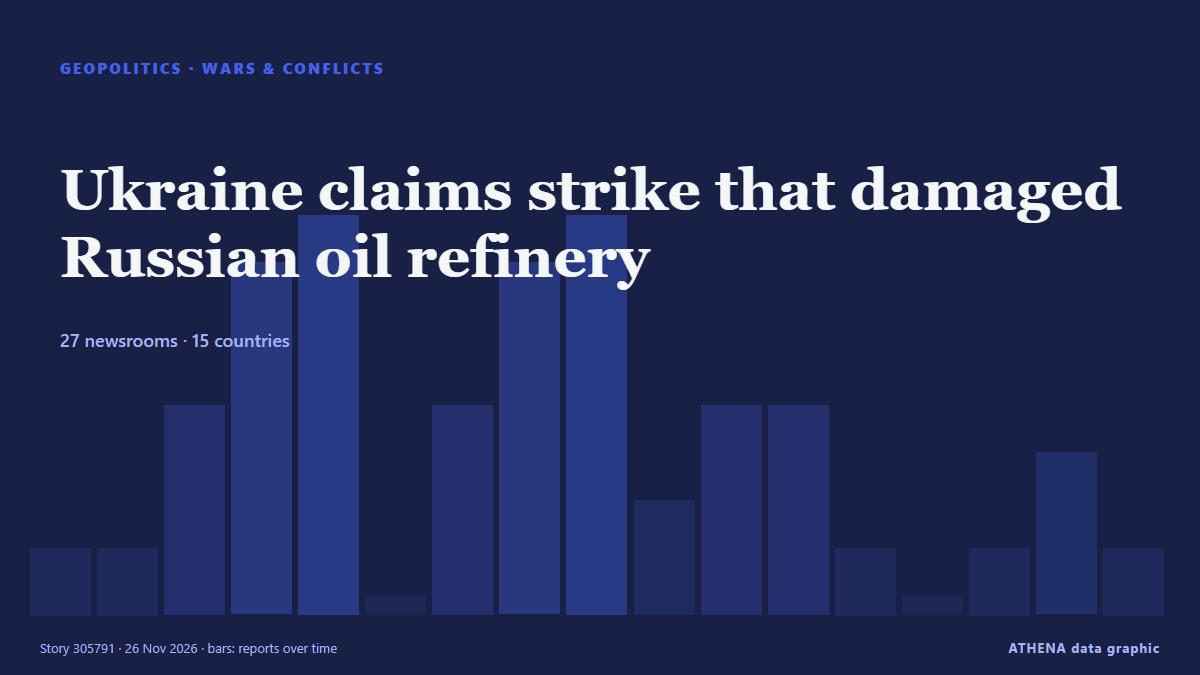 GEOPOLITICS · WARS & CONFLICTS
Ukraine claims strike that damaged
Russian oil refinery
27 newsrooms · 15 countries
Story 305791 · 26 Nov 2026 · bars: reports over time
ATHENA data graphic